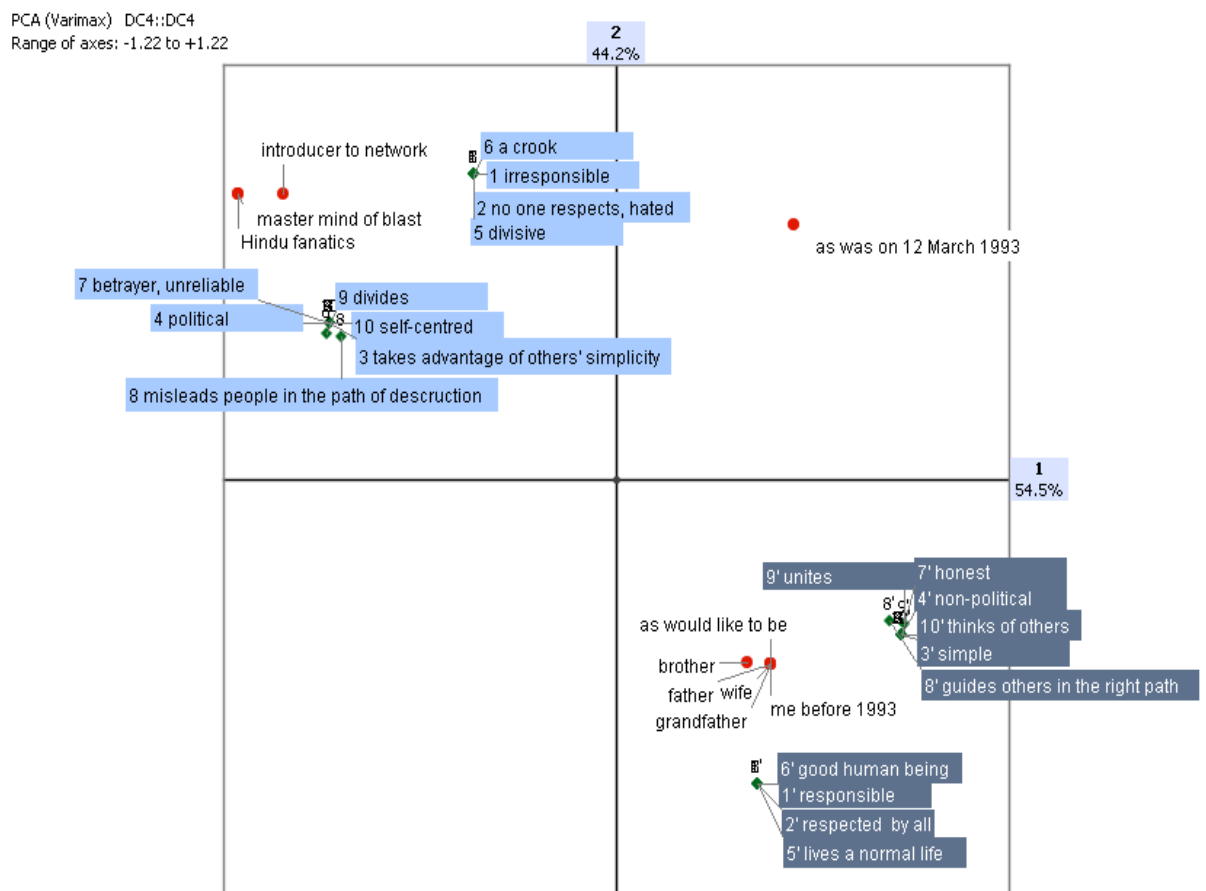 PCA (Varimax) DC4::DC4
Range of axes: -1.22 to +1.22
2
44.2%
6 a crook
introducer to network
1 irresponsible
master mind of blast
2 no one respects, hated
Hindu fanatics
5 divisive
as was on 12 March 1993
7 betrayer, unreliable
9 divides
4 political
8
10 self-centred
3 takes advantage of others' simplicity
8 misleads people in the path of descruction
1
54.5%
9' unites
7' honest
8'
4' non-political
as would like to be
10' thinks of others
brother
3' simple
father
wife
8' guides others in the right path
grandfather
me before 1993
6' good human being
1' responsible
2' respected by all
5' lives a normal life